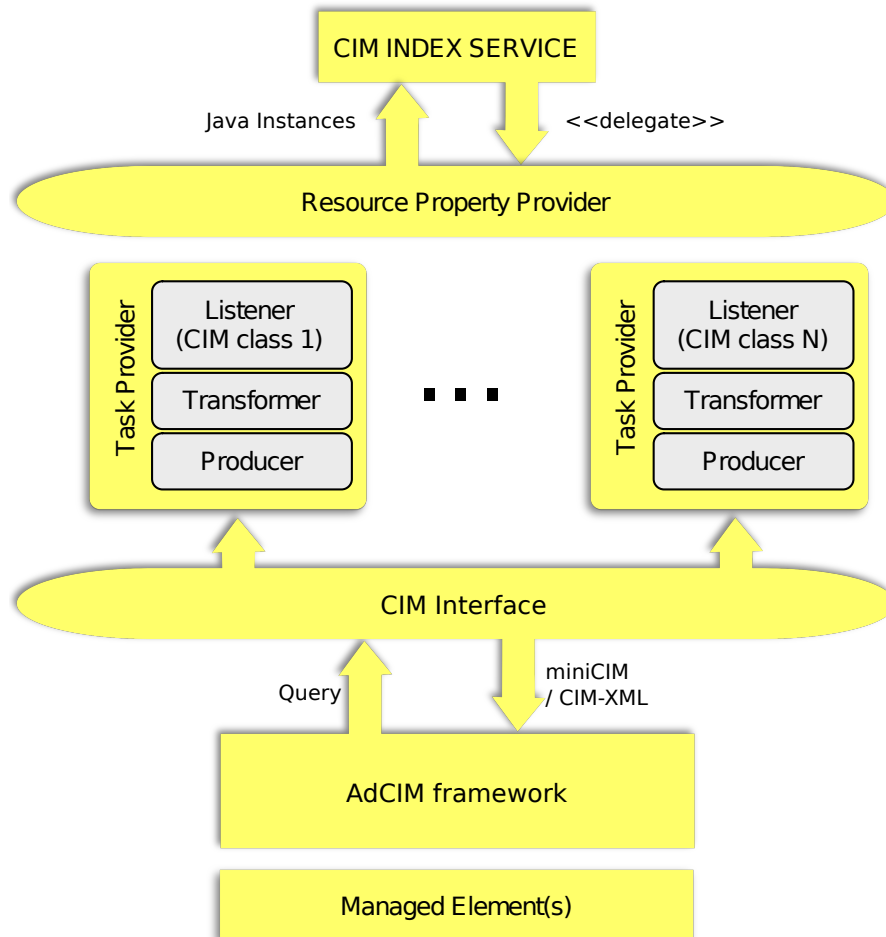 CIM INDEX SERVICE
Java Instances
<<delegate>>
Resource Property Provider
Task Provider
Listener
(CIM class 1)
Transformer
Producer
...
Task Provider
Listener
(CIM class N)
Transformer
Producer
CIM Interface
Query
miniCIM
/ CIM-XML
AdCIM framework
Managed Element(s)